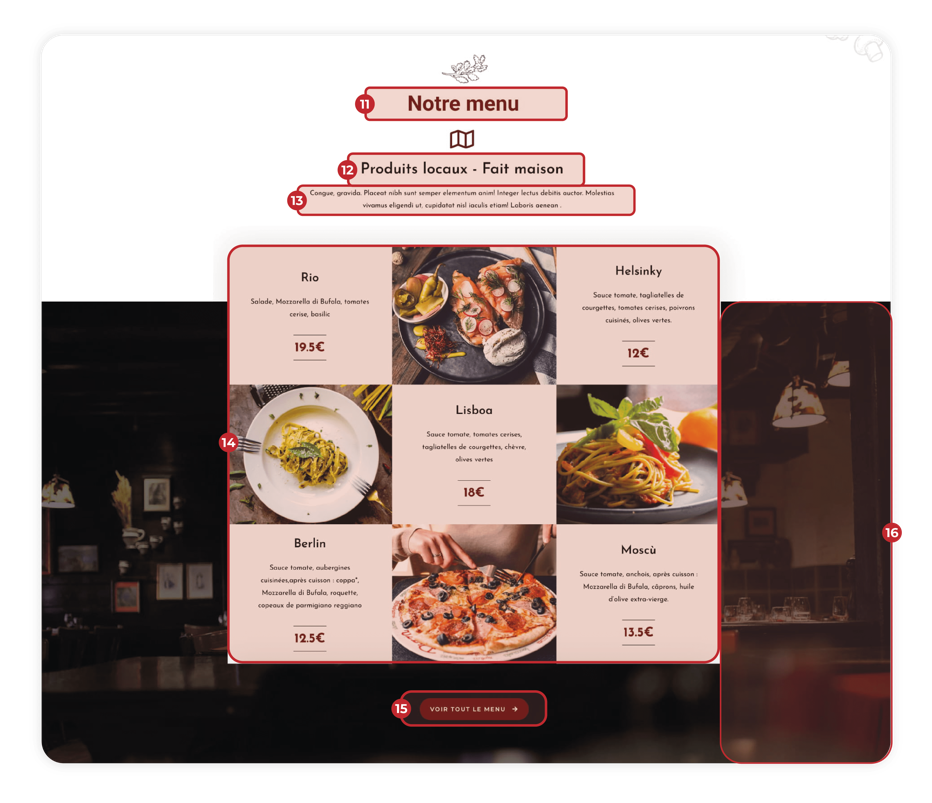 11
Notre menu
12
Produits locaux - Fait maison
13
Congue, gravida. Placeat nibh sunt semper elementum anim! Integer lectus debitis auctor. Molestias
vivamus eligendi ut, cupidatat nisl iaculis etiam! Laboris aenean .
Rio
Salade, Mozzarella di Bufala, tomates
cerise, basilic
19.5€
Helsinky
Sauce tomate, tagliatelles de
courgettes, tomates cerises, poivrons
cuisinés, olives vertes.
12€
14
Lisboa
Sauce tomate, tomates cerises,
tagliatelles de courgettes, chèvre,
olives vertes
18€
16
Berlin
Sauce tomate, aubergines
cuisinées,après cuisson : coppa*,
Mozzarella di Bufala, roquette,
copeaux de parmigiano reggiano
12.5€
Moscù
Sauce tomate, anchois, après cuisson :
Mozzarella di Bufala, câprons, huile
d'olive extra-vierge.
13.5€
15
VOIR TOUT LE MENU